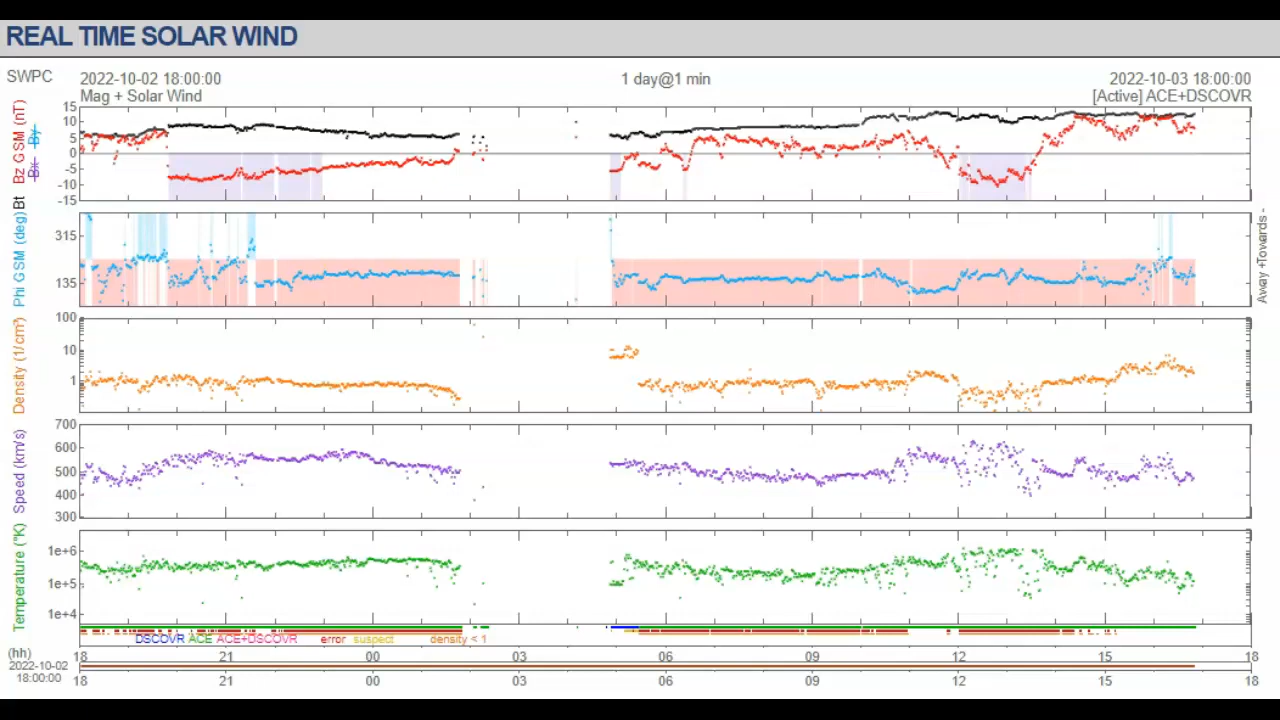 REAL TIME SOLAR WIND
SWPC
2022-10-02 18:00:00
1 day@1 min
2022-10-03 18:00:00
Mag + Solar Wind
[Active] ACE+DSCOVR
Bt Bz GSM (nT)
Bx By
15
10
5
0
-5
-10
-15
Phi GSM (deg)
315
135
Away + Towards -
Density (1/cm³)
100
10
1
Speed (km/s)
700
600
500
400
300
Temperature (°K)
1e+6
1e+5
1e+4
DSCOVR ACE ACE+DSCOVR error suspect density < 1
(hh)
18 21 00 03 06 09 12 15 18
2022-10-02
18:00:00
18 21 00 03 06 09 12 15 18